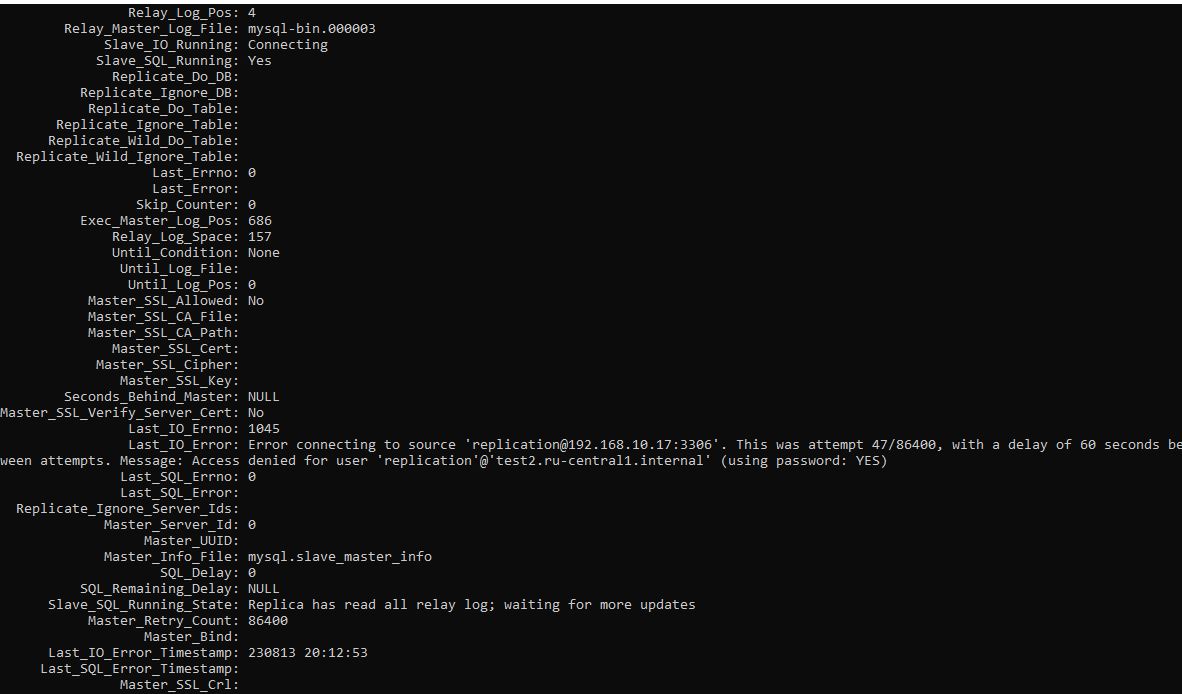 Relay_Log_Pos: 4
Relay_Master_Log_File: mysql-bin.000003
Slave_IO_Running: Connecting
Slave_SQL_Running: Yes
Replicate_Do_DB:
Replicate_Ignore_DB:
Replicate_Do_Table:
Replicate_Ignore_Table:
Replicate_Wild_Do_Table:
Replicate_Wild_Ignore_Table:
Last_Errno: 0
Last_Error:
Skip_Counter: 0
Exec_Master_Log_Pos: 686
Relay_Log_Space: 157
Until_Condition: None
Until_Log_File:
Until_Log_Pos: 0
Master_SSL_Allowed: No
Master_SSL_CA_File:
Master_SSL_CA_Path:
Master_SSL_Cert:
Master_SSL_Cipher:
Master_SSL_Key:
Seconds_Behind_Master: NULL
Master_SSL_Verify_Server_Cert: No
Last_IO_Errno: 1045
Last_IO_Error: Error connecting to source 'replication@192.168.10.17:3306'. This was attempt 47/86400, with a delay of 60 seconds be
ween attempts. Message: Access denied for user 'replication'@'test2.ru-central1.internal' (using password: YES)
Last_SQL_Errno: 0
Last_SQL_Error:
Replicate_Ignore_Server_Ids:
Master_Server_Id: 0
Master_UUID:
Master_Info_File: mysql.slave_master_info
SQL_Delay: 0
SQL_Remaining_Delay: NULL
Slave_SQL_Running_State: Replica has read all relay log; waiting for more updates
Master_Retry_Count: 86400
Master_Bind:
Last_IO_Error_Timestamp: 230813 20:12:53
Last_SQL_Error_Timestamp:
Master_SSL_Crl: